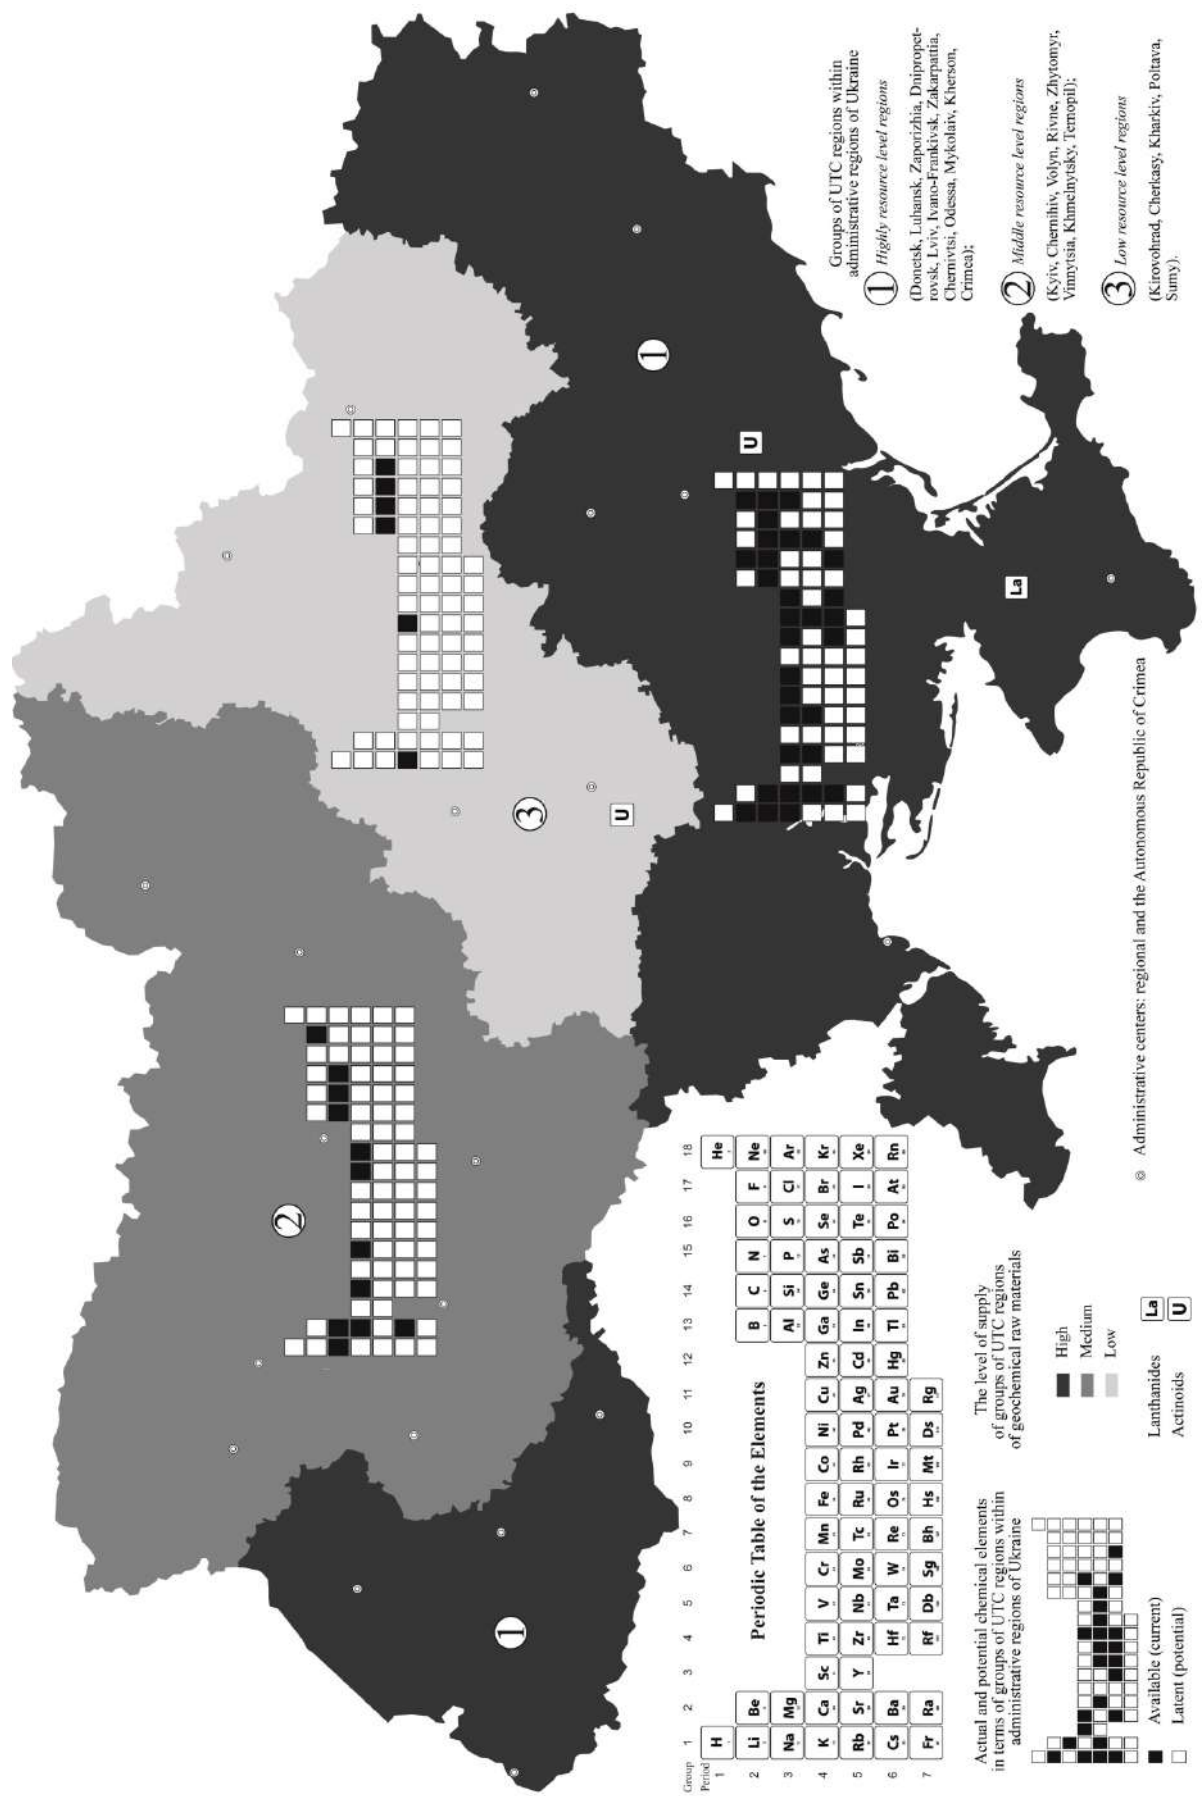 Groups of UTC regions within
administrative regions of Ukraine
1 Highly resource level regions
(Donetsk, Luhansk, Zaporizhia, Dnipropet-
rovsk, Lviv, Ivano-Frankivsk, Zakarpattia,
Chernivtsi, Odessa, Mykolaiv, Kherson,
Crimea);
2 Middle resource level regions
(Kyiv, Chernihiv, Volyn, Rivne, Zhytomyr,
Vinnytsia, Khmelnytsky, Ternopil);
3 Low resource level regions
(Kirovohrad, Cherkasy, Kharkiv, Poltava,
Sumy).
1
2
3
1
U
U
La
Group 1 2 3 4 5 6 7 8 9 10 11 12 13 14 15 16 17 18
Period
Periodic Table of the Elements
1 H He
2 Li Be B C N O F Ne
3 Na Mg Al Si P S Cl Ar
4 K Ca Sc Ti V Cr Mn Fe Co Ni Cu Zn Ga Ge As Se Br Kr
5 Rb Sr Y Zr Nb Mo Tc Ru Rh Pd Ag Cd In Sn Sb Te I Xe
6 Cs Ba Hf Ta W Re Os Ir Pt Au Hg Tl Pb Bi Po At Rn
7 Fr Ra Rf Db Sg Bh Hs Mt Ds Rg
Actual and potential chemical elements
in terms of groups of UTC regions within
administrative regions of Ukraine
Available (current)
Latent (potential)
The level of supply
of groups of UTC regions
of geochemical raw materials
High
Medium
Low
Lanthanides La
Actinoids U
Administrative centers: regional and the Autonomous Republic of Crimea